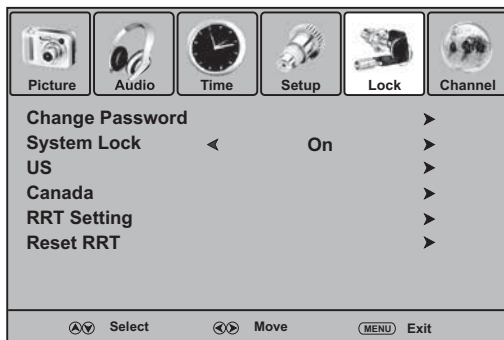 Picture Audio Time Setup Lock Channel
Change Password
System Lock On
US
Canada
RRT Setting
Reset RRT
Select Move MENU Exit